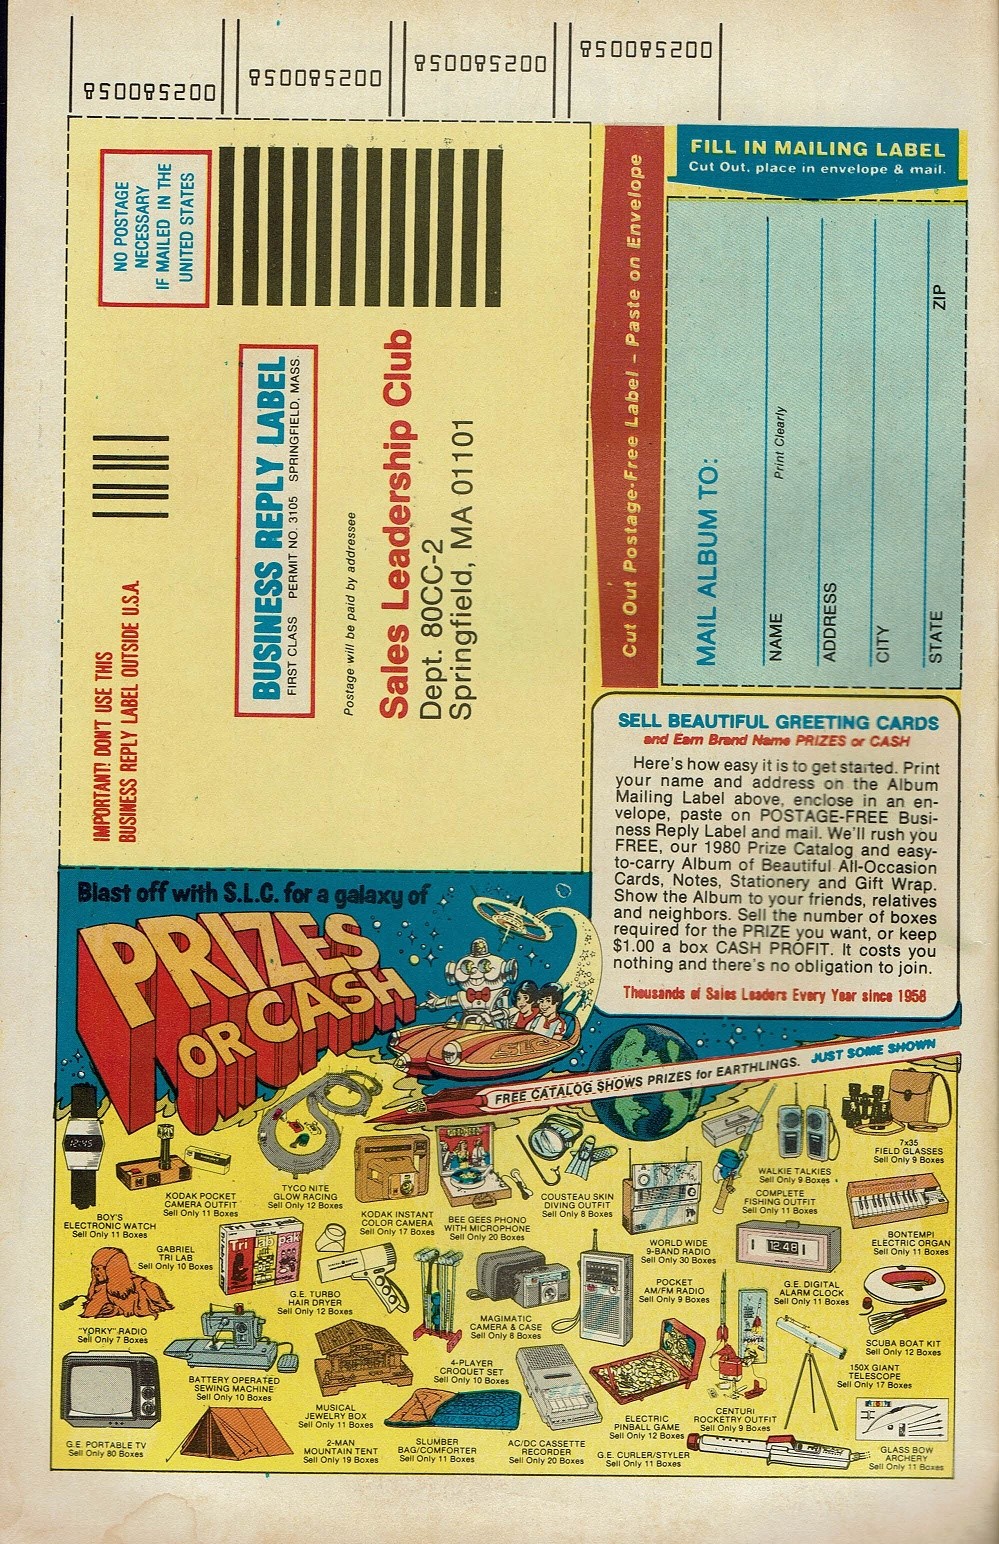 002850058
002850058
002850058
002850058
NO POSTAGE
NECESSARY
IF MAILED IN THE
UNITED STATES
IMPORTANT! DON'T USE THIS
BUSINESS REPLY LABEL OUTSIDE U.S.A.
BUSINESS REPLY LABEL
FIRST CLASS PERMIT NO. 3105 SPRINGFIELD, MASS.
Postage will be paid by addressee
Sales Leadership Club
Dept. 80CC-2
Springfield, MA 01101
Cut Out Postage-Free Label – Paste on Envelope
FILL IN MAILING LABEL
Cut Out, place in envelope & mail.
MAIL ALBUM TO:
NAME
Print Clearly
ADDRESS
CITY
STATE ZIP
SELL BEAUTIFUL GREETING CARDS
and Earn Brand Name PRIZES or CASH
Here's how easy it is to get started. Print
your name and address on the Album
Mailing Label above, enclose in an en-
velope, paste on POSTAGE-FREE Busi-
ness Reply Label and mail. We'll rush you
FREE, our 1980 Prize Catalog and easy-
to-carry Album of Beautiful All-Occasion
Cards, Notes, Stationery and Gift Wrap.
Show the Album to your friends, relatives
and neighbors. Sell the number of boxes
required for the PRIZE you want, or keep
$1.00 a box CASH PROFIT. It costs you
nothing and there's no obligation to join.
Thousands of Sales Leaders Every Year since 1958
Blast off with S.L.C. for a galaxy of
PRIZES
OR CASH
SLC
FREE CATALOG SHOWS PRIZES for EARTHLINGS. JUST SOME SHOWN
12:45
BOY'S
ELECTRONIC WATCH
Sell Only 11 Boxes
KODAK POCKET
CAMERA OUTFIT
Sell Only 11 Boxes
TYCO NITE
GLOW RACING
Sell Only 12 Boxes
KODAK INSTANT
COLOR CAMERA
Sell Only 17 Boxes
BEE GEES PHONO
WITH MICROPHONE
Sell Only 20 Boxes
COUSTEAU SKIN
DIVING OUTFIT
Sell Only 8 Boxes
WORLD WIDE
9-BAND RADIO
Sell Only 30 Boxes
COMPLETE
FISHING OUTFIT
Sell Only 11 Boxes
WALKIE TALKIES
Sell Only 9 Boxes
7x35
FIELD GLASSES
Sell Only 9 Boxes
BONTEMPI
ELECTRIC ORGAN
Sell Only 11 Boxes
GABRIEL
TRI LAB
Sell Only 10 Boxes
Tri lab pak
Tri lab pak
G.E. TURBO
HAIR DRYER
Sell Only 12 Boxes
MAGIMATIC
CAMERA & CASE
Sell Only 8 Boxes
POCKET
AM/FM RADIO
Sell Only 9 Boxes
12 48
G.E. DIGITAL
ALARM CLOCK
Sell Only 11 Boxes
SCUBA BOAT KIT
Sell Only 12 Boxes
"YORKY" RADIO
Sell Only 7 Boxes
BATTERY OPERATED
SEWING MACHINE
Sell Only 10 Boxes
4-PLAYER
CROQUET SET
Sell Only 10 Boxes
150X GIANT
TELESCOPE
Sell Only 17 Boxes
MUSICAL
JEWELRY BOX
Sell Only 11 Boxes
ELECTRIC
PINBALL GAME
Sell Only 12 Boxes
CENTURI
ROCKETRY OUTFIT
Sell Only 9 Boxes
G.E. PORTABLE TV
Sell Only 80 Boxes
2-MAN
MOUNTAIN TENT
Sell Only 19 Boxes
SLUMBER
BAG/COMFORTER
Sell Only 11 Boxes
AC/DC CASSETTE
RECORDER
Sell Only 20 Boxes
G.E. CURLER/STYLER
Sell Only 11 Boxes
GLASS BOW
ARCHERY
Sell Only 11 Boxes